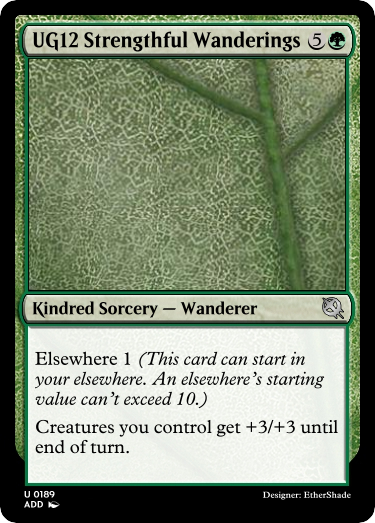 UG12 Strengthful Wanderings 5
Kindred Sorcery — Wanderer
Elsewhere 1 (This card can start in
your elsewhere. An elsewhere's starting
value can't exceed 10.)
Creatures you control get +3/+3 until
end of turn.
U 0189
ADD
Designer: EtherShade